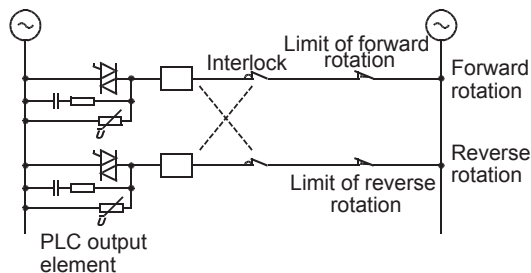 Limit of forward
rotation
Interlock
Forward
rotation
U
Reverse
rotation
Limit of reverse
rotation
U
PLC output
element